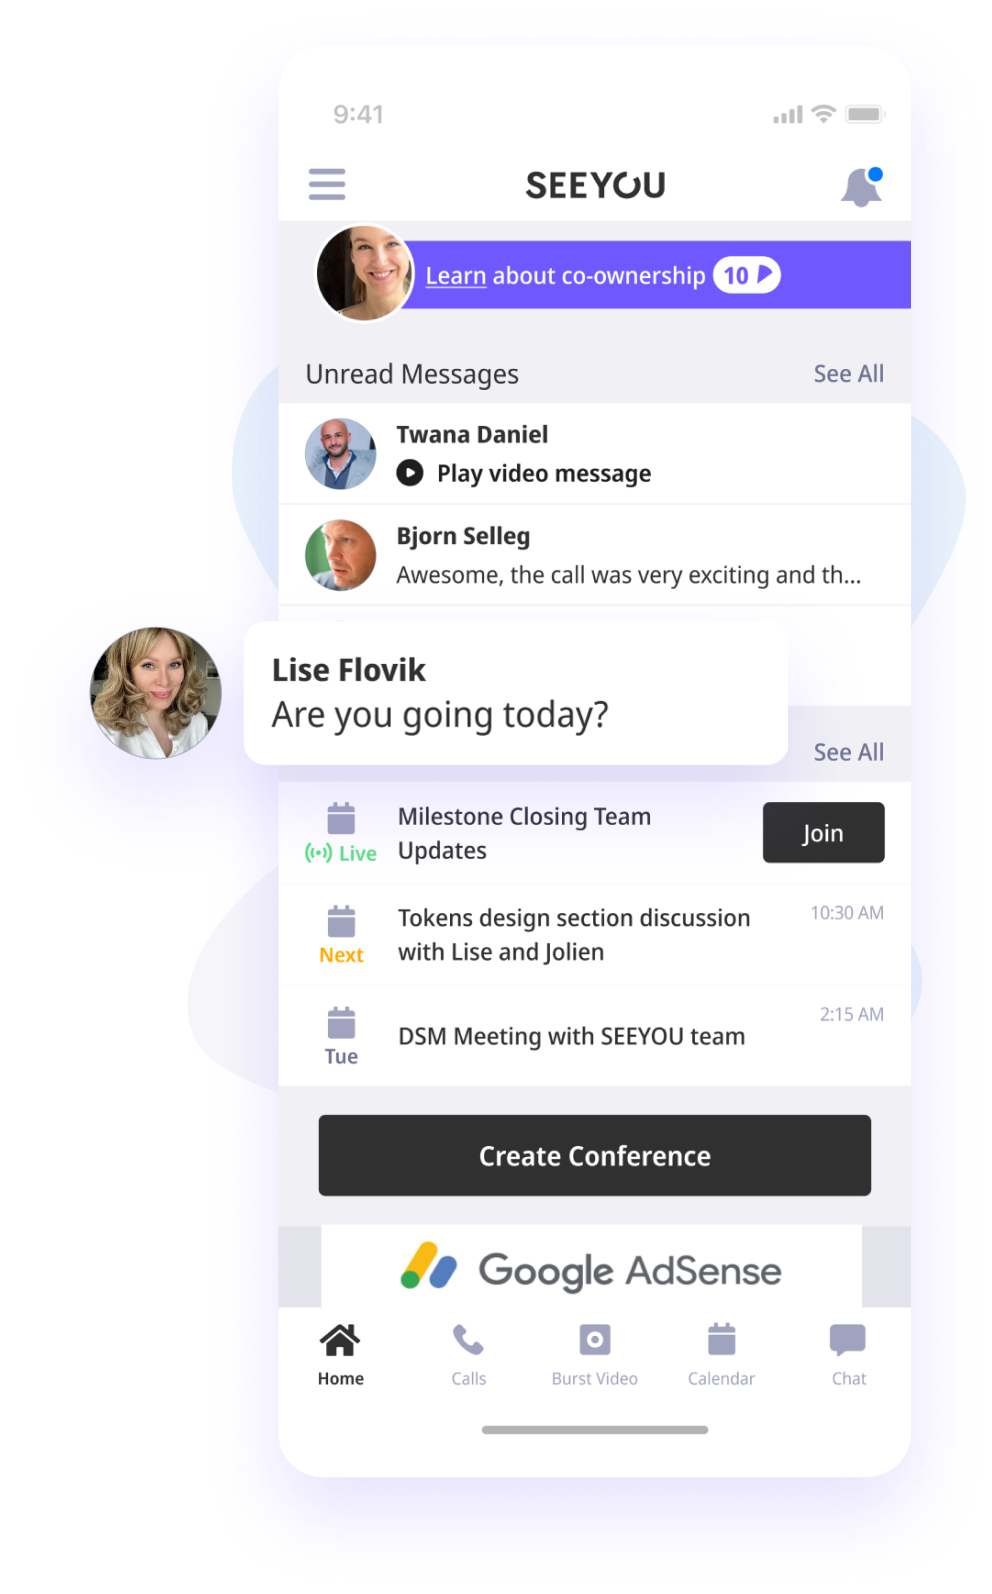 9:41
SEEYOU
Learn about co-ownership 10
Unread Messages
See All
Twana Daniel
Play video message
Bjorn Selleg
Awesome, the call was very exciting and th...
Lise Flovik
Are you going today?
See All
Milestone Closing Team
Updates
Live
Join
Tokens design section discussion
with Lise and Jolien
Next
10:30 AM
DSM Meeting with SEEYOU team
Tue
2:15 AM
Create Conference
Google AdSense
Home
Calls
Burst Video
Calendar
Chat